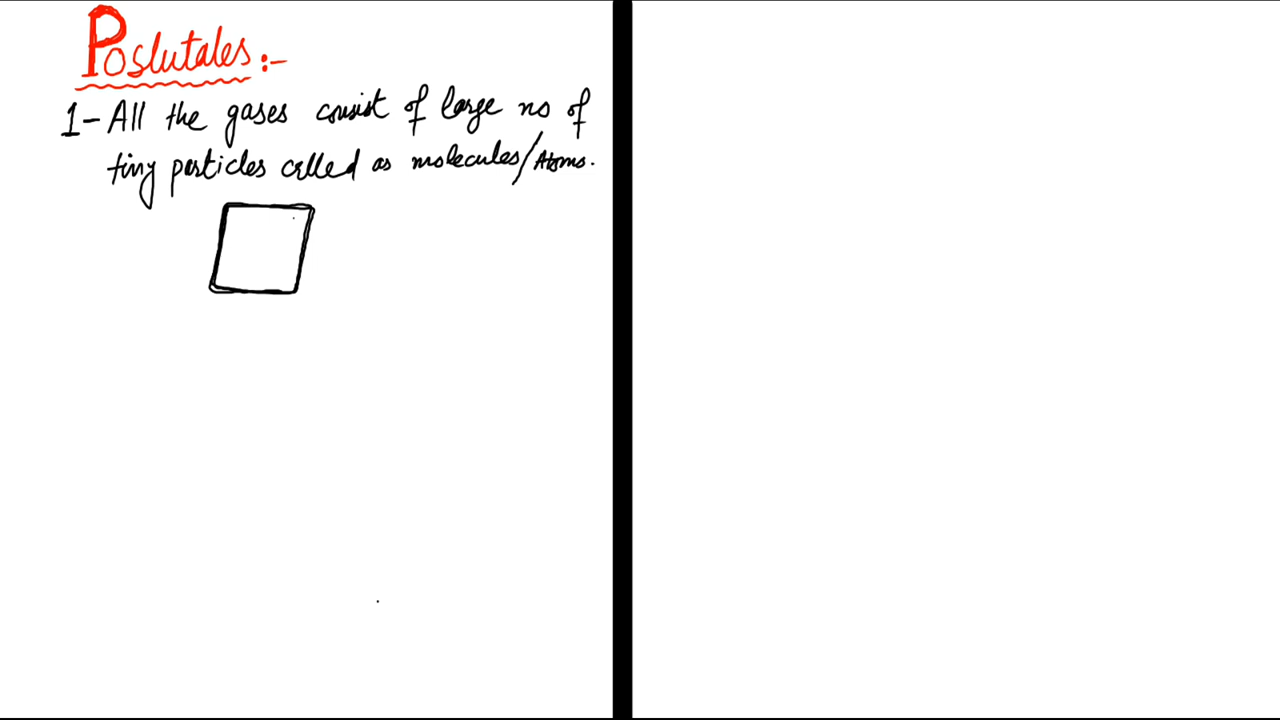 Poslutales :-
1- All the gases consist of large no of
tiny particles called as molecules/Atoms.